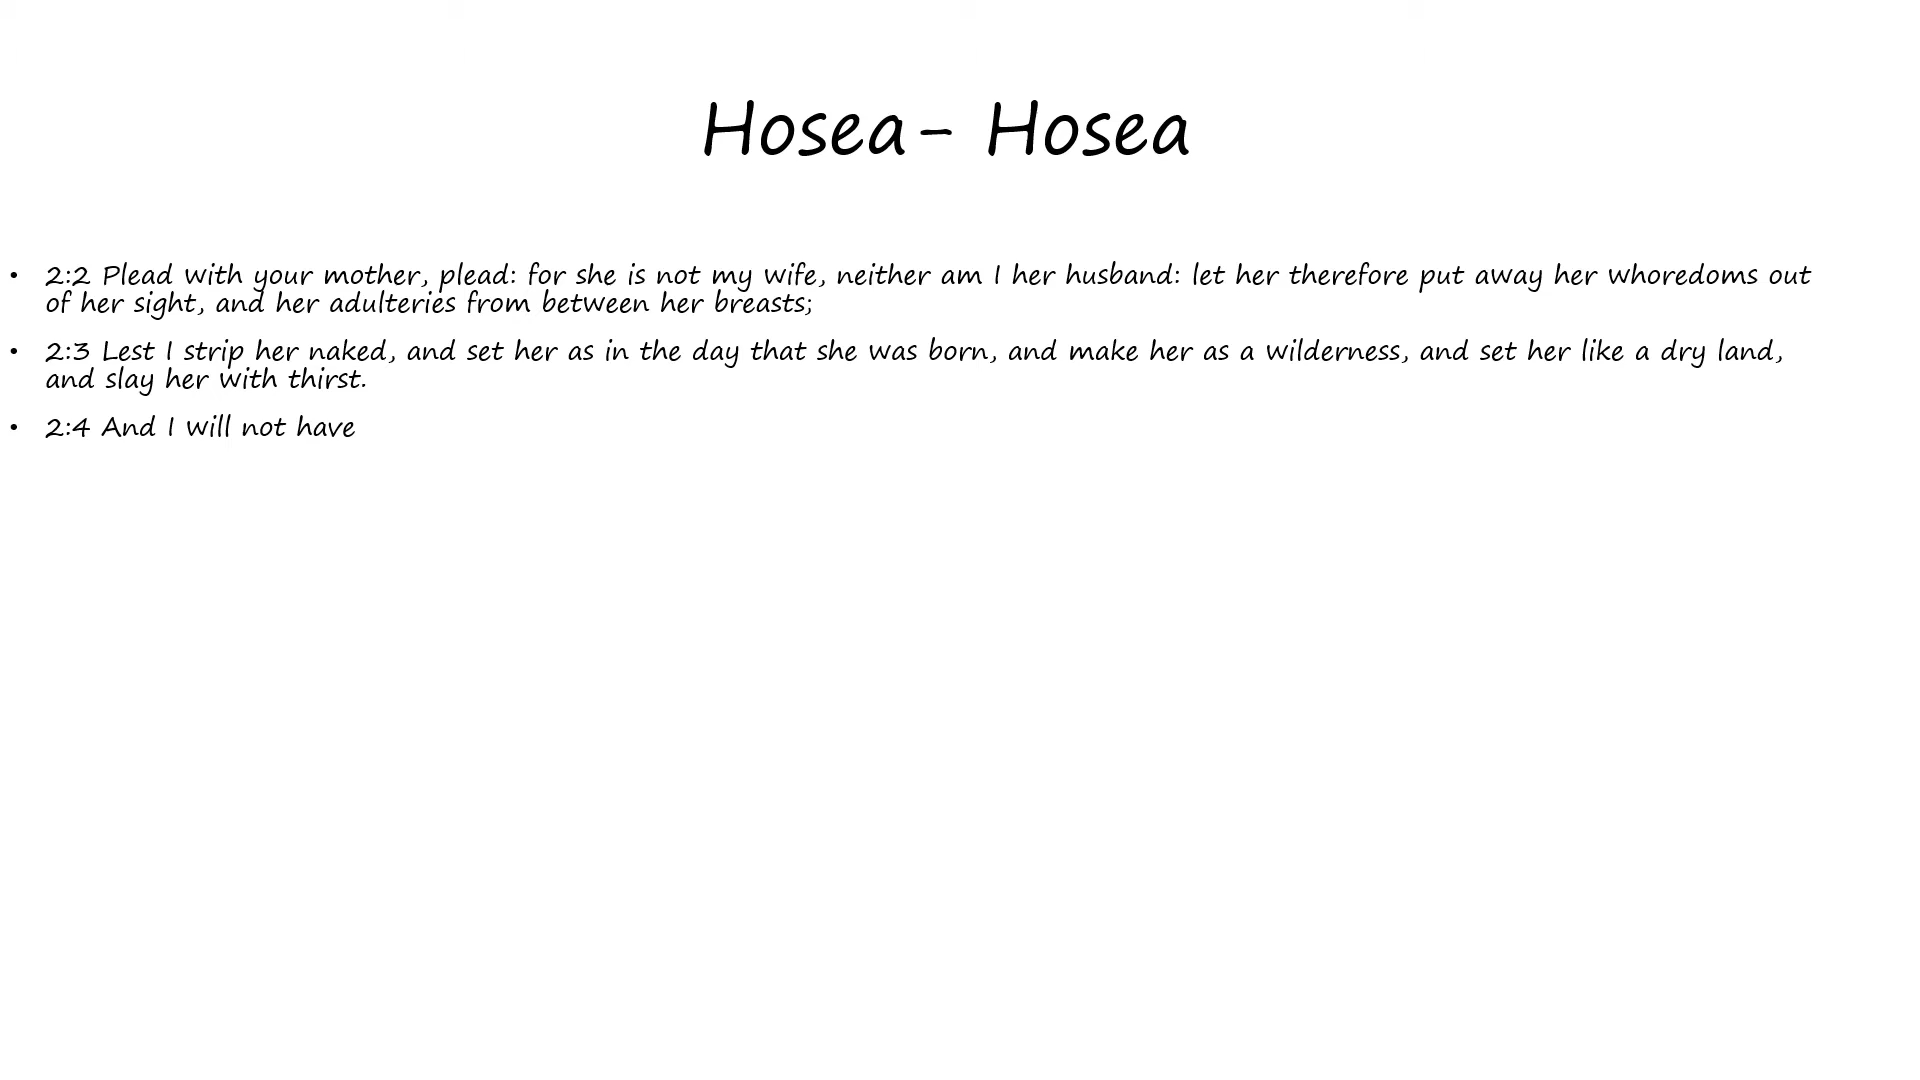 Hosea- Hosea
• 2:2 Plead with your mother, plead: for she is not my wife, neither am I her husband: let her therefore put away her whoredoms out
of her sight, and her adulteries from between her breasts;
• 2:3 Lest I strip her naked, and set her as in the day that she was born, and make her as a wilderness, and set her like a dry land,
and slay her with thirst.
• 2:4 And I will not have